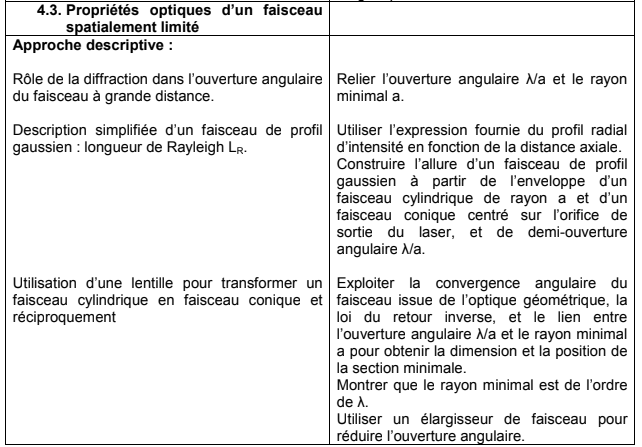 4.3. Propriétés optiques d'un faisceau
spatialement limité
Approche descriptive :
Rôle de la diffraction dans l'ouverture angulaire
du faisceau à grande distance.
Relier l'ouverture angulaire λ/a et le rayon
minimal a.
Description simplifiée d'un faisceau de profil
gaussien : longueur de Rayleigh LR.
Utiliser l'expression fournie du profil radial
d'intensité en fonction de la distance axiale.
Construire l'allure d'un faisceau de profil
gaussien à partir de l'enveloppe d'un
faisceau cylindrique de rayon a et d'un
faisceau conique centré sur l'orifice de
sortie du laser, et de demi-ouverture
angulaire λ/a.
Utilisation d'une lentille pour transformer un
faisceau cylindrique en faisceau conique et
réciproquement
Exploiter la convergence angulaire du
faisceau issue de l'optique géométrique, la
loi du retour inverse, et le lien entre
l'ouverture angulaire λ/a et le rayon minimal
a pour obtenir la dimension et la position de
la section minimale.
Montrer que le rayon minimal est de l'ordre
de λ.
Utiliser un élargisseur de faisceau pour
réduire l'ouverture angulaire.